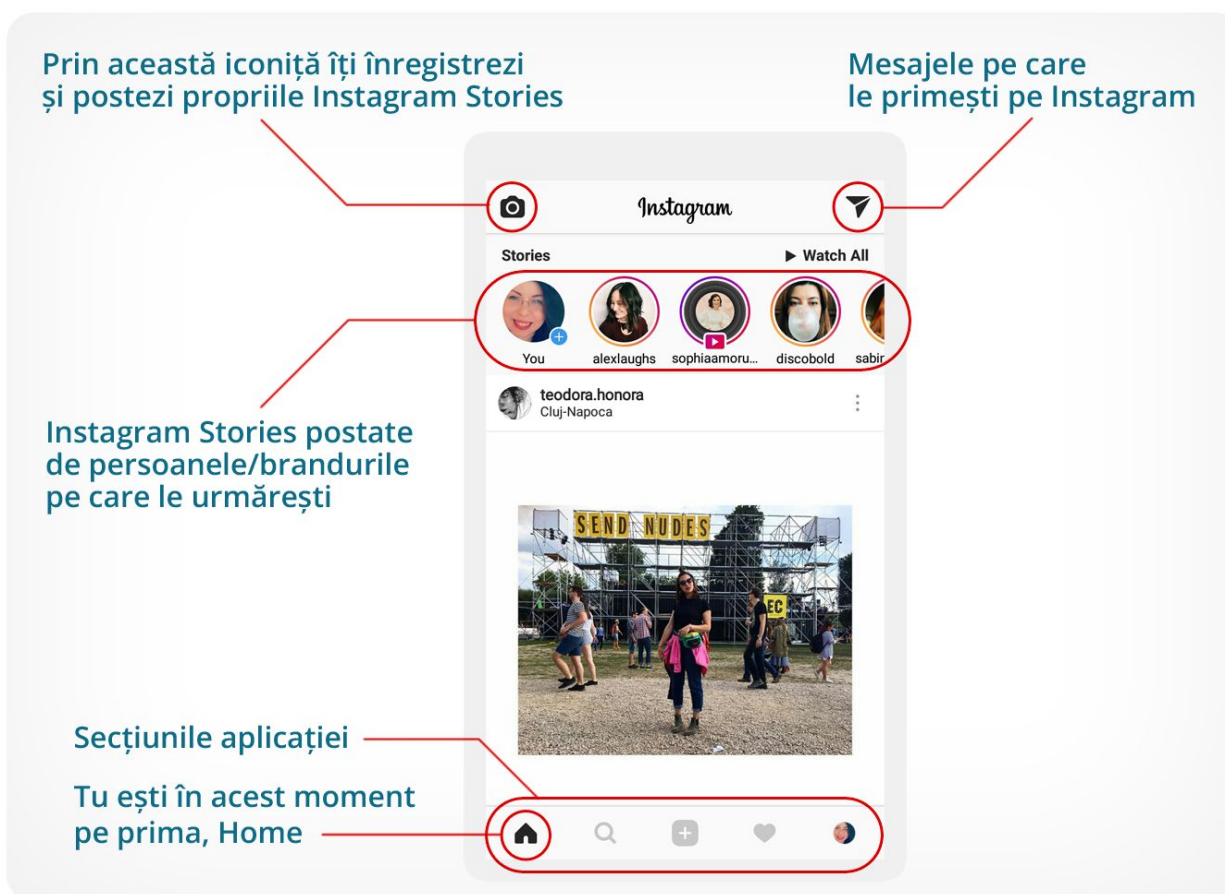 Prin această iconiță îți înregistrezi
și postezi propriile Instagram Stories
Mesajele pe care
le primești pe Instagram
Instagram
Stories
Watch All
You
alexlaughs
sophiaamoru...
discobold
sabir
teodora.honora
Cluj-Napoca
Instagram Stories postate
de persoanele/brandurile
pe care le urmărești
SEND NUDES
EC
Secțiunile aplicației
Tu ești în acest moment
pe prima, Home